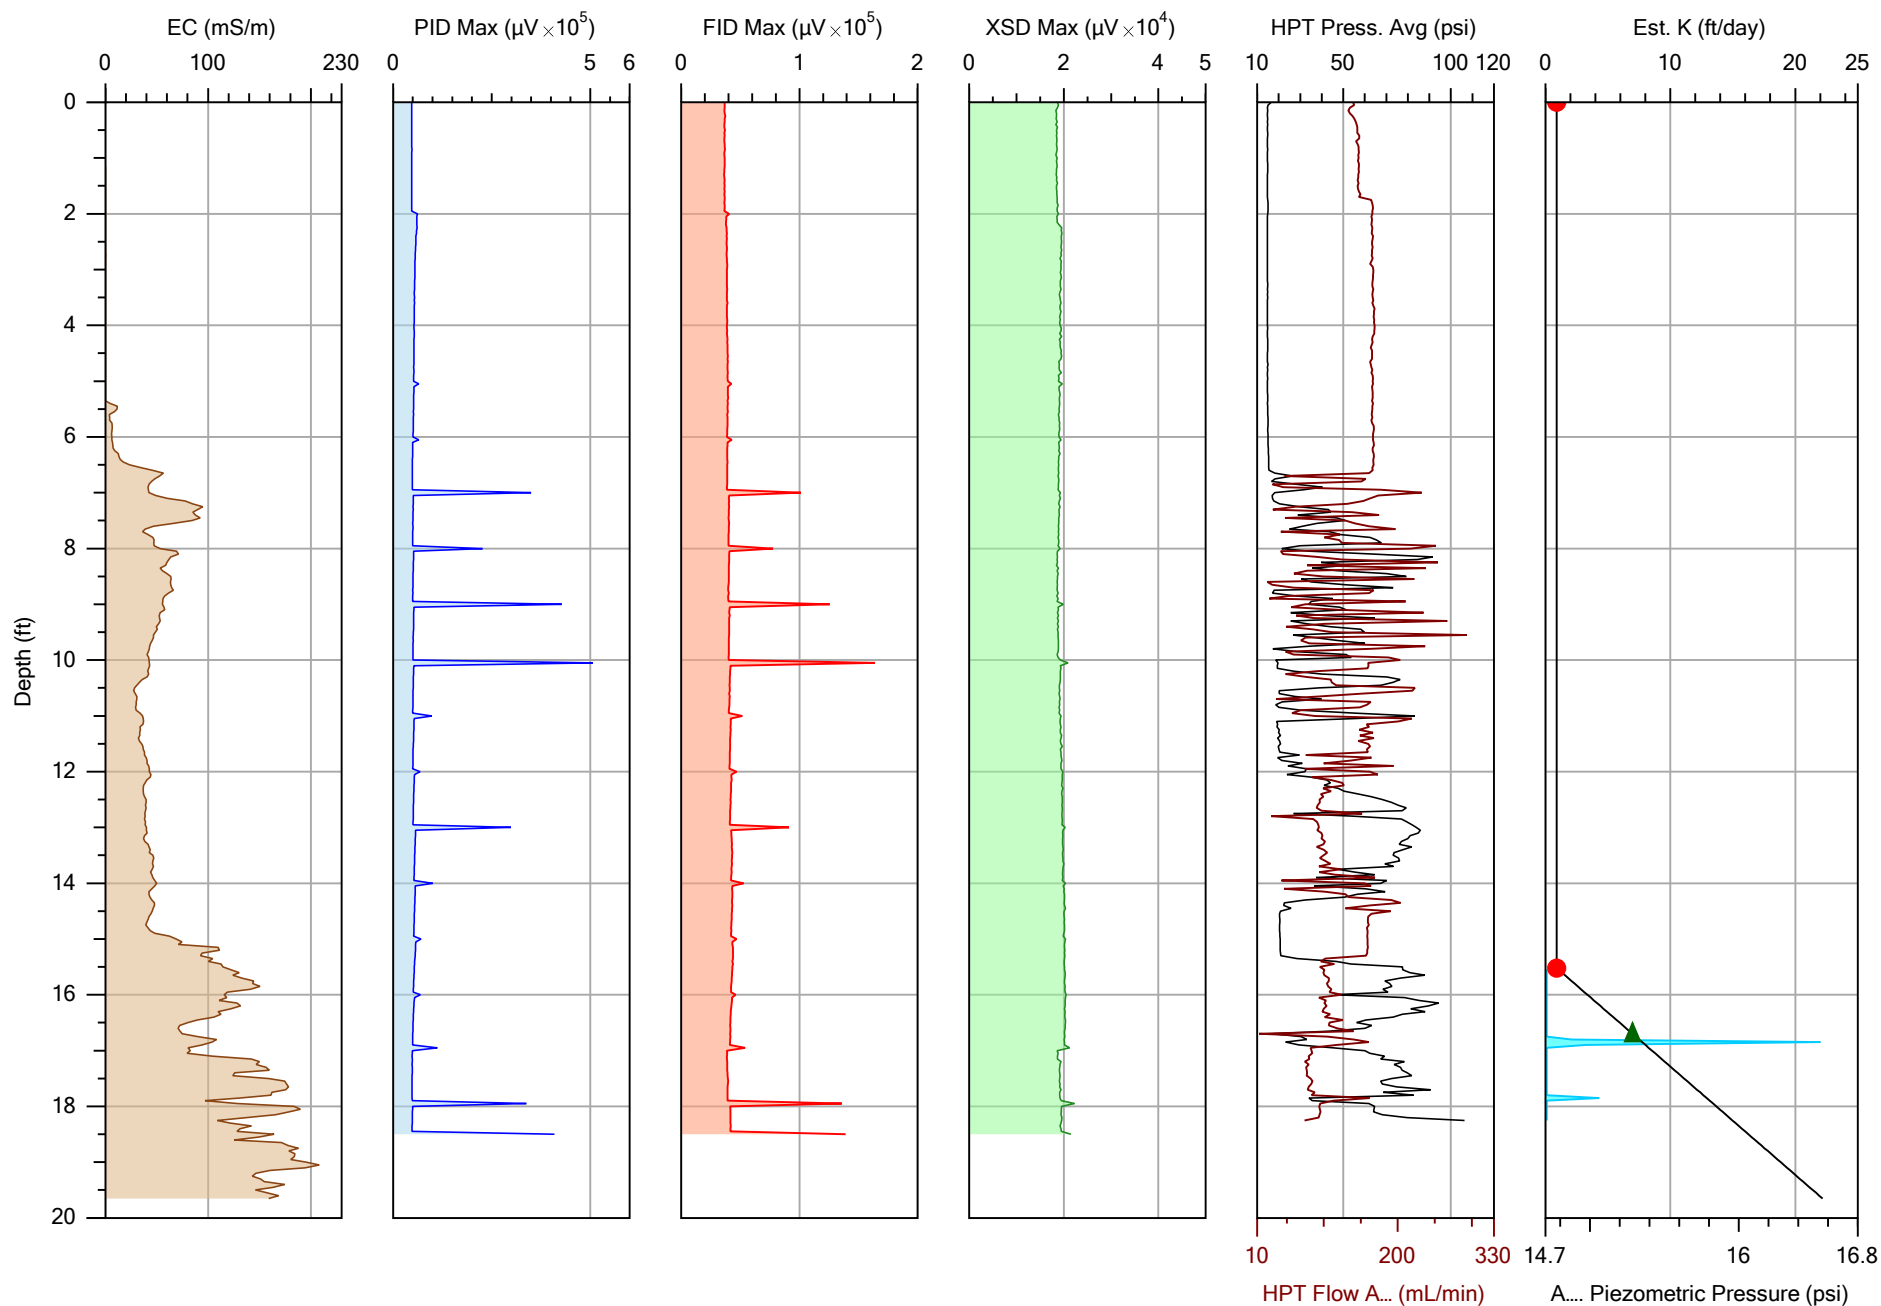 EC (mS/m) PID Max (µV ×10⁵) FID Max (µV ×10⁵) XSD Max (µV ×10⁴) HPT Press. Avg (psi) Est. K (ft/day)
0 100 230 0 5 6 0 1 2 0 2 4 5 10 50 100 120 0 10 20 25
0
2
4
6
8
10
12
14
16
18
20
Depth (ft)
10 200 330 14.7 16 16.8
HPT Flow A... (mL/min) A.... Piezometric Pressure (psi)